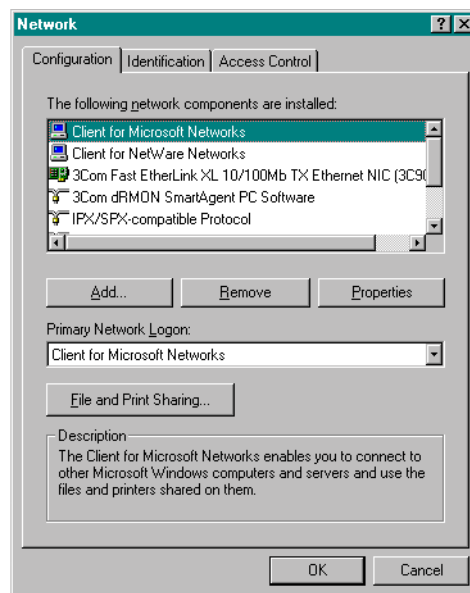 Network
Configuration Identification Access Control
The following network components are installed:
Client for Microsoft Networks
Client for NetWare Networks
3Com Fast EtherLink XL 10/100Mb TX Ethernet NIC (3C90
3Com dRMON SmartAgent PC Software
IPX/SPX-compatible Protocol
Add... Remove Properties
Primary Network Logon:
Client for Microsoft Networks
File and Print Sharing...
Description
The Client for Microsoft Networks enables you to connect to
other Microsoft Windows computers and servers and use the
files and printers shared on them.
OK Cancel